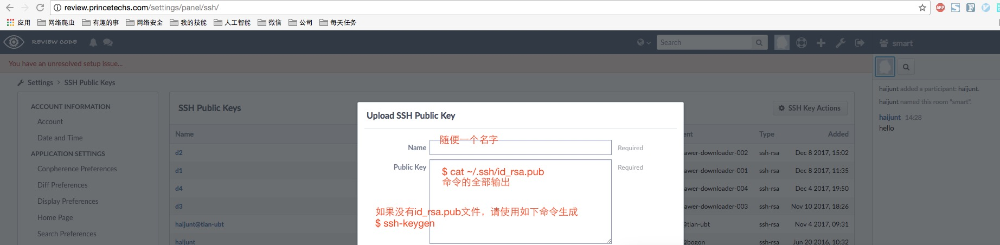 review.princetechs.com/settings/panel/ssh/
ABP
应用 网络爬虫 有趣的事 网络安全 我的技能 人工智能 微信 公司 每天任务
REVIEW CODE Search smart
You have an unresolved setup issue...
Settings > SSH Public Keys
ACCOUNT INFORMATION
Account
Date and Time
APPLICATION SETTINGS
Conpherence Preferences
Diff Preferences
Display Preferences
Home Page
Search Preferences
SSH Public Keys SSH Key Actions
Name ent Type Added
d2 awer-downloader-002 ssh-rsa Dec 8 2017, 15:02
d1 awer-downloader-001 ssh-rsa Dec 8 2017, 11:35
d4 awer-downloader-004 ssh-rsa Dec 4 2017, 19:50
d3 awer-downloader-003 ssh-rsa Nov 10 2017, 18:26
haijunt@tian-ubt @tian-ubt ssh-rsa Nov 4 2017, 09:31
haijunt @bogon ssh-rsa Jun 20 2016, 10:32
Upload SSH Public Key
随便一个名字
Name Required
Public Key Required
$ cat ~/.ssh/id_rsa.pub
命令的全部输出
如果没有id_rsa.pub文件，请使用如下命令生成
$ ssh-keygen
haijunt added a participant: haijunt.
haijunt named this room "smart".
haijunt 14:28
hello